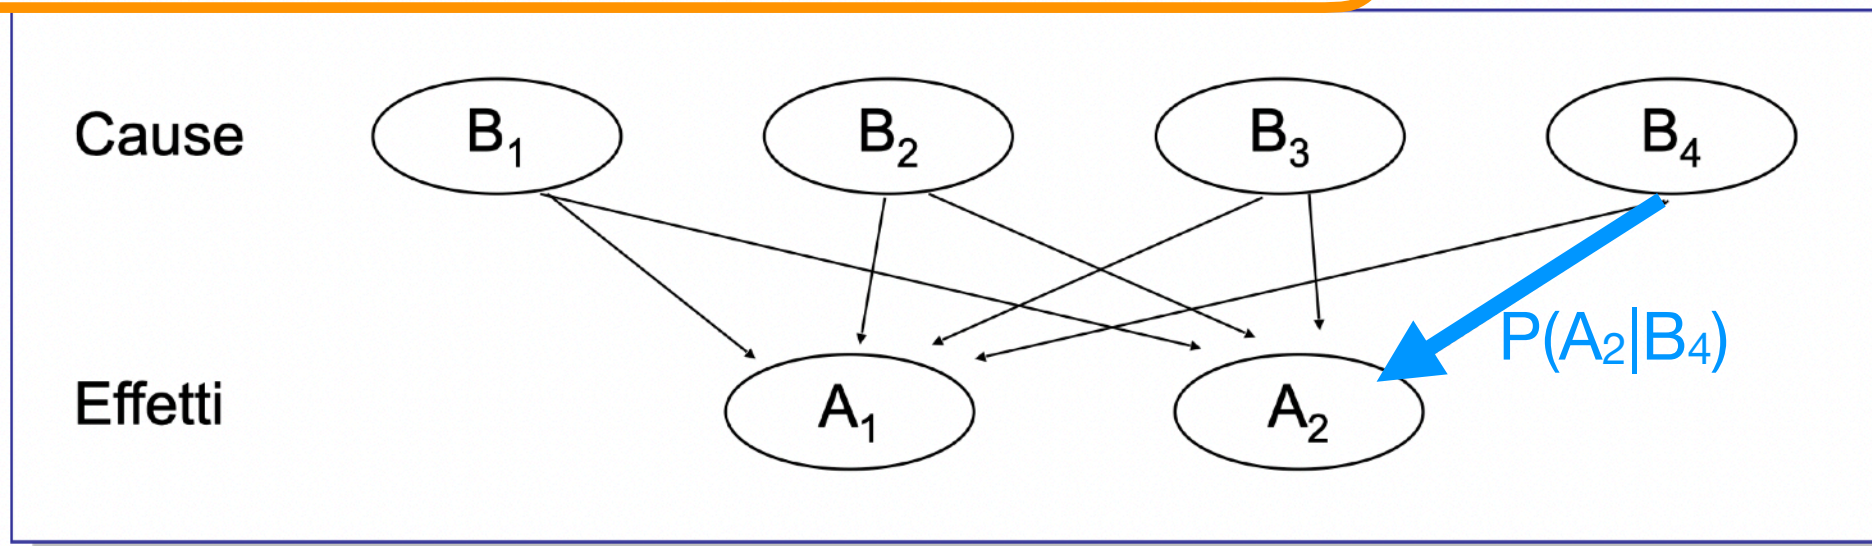 Cause B₁ B₂ B₃ B₄
P(A₂|B₄)
Effetti A₁ A₂